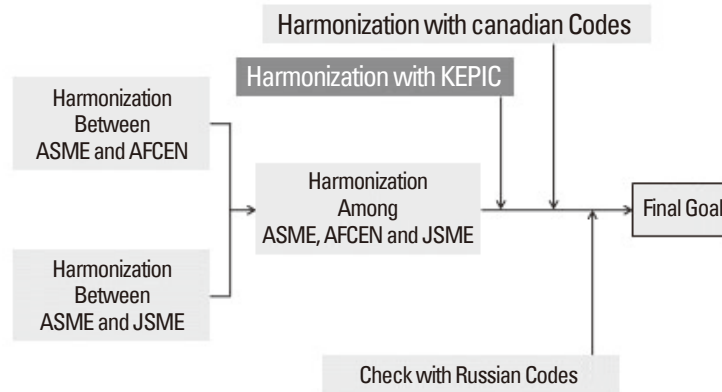 Harmonization with canadian Codes
Harmonization with KEPIC
Harmonization
Between
ASME and AFCEN
Harmonization
Among
ASME, AFCEN and JSME
Final Goal
Harmonization
Between
ASME and JSME
Check with Russian Codes